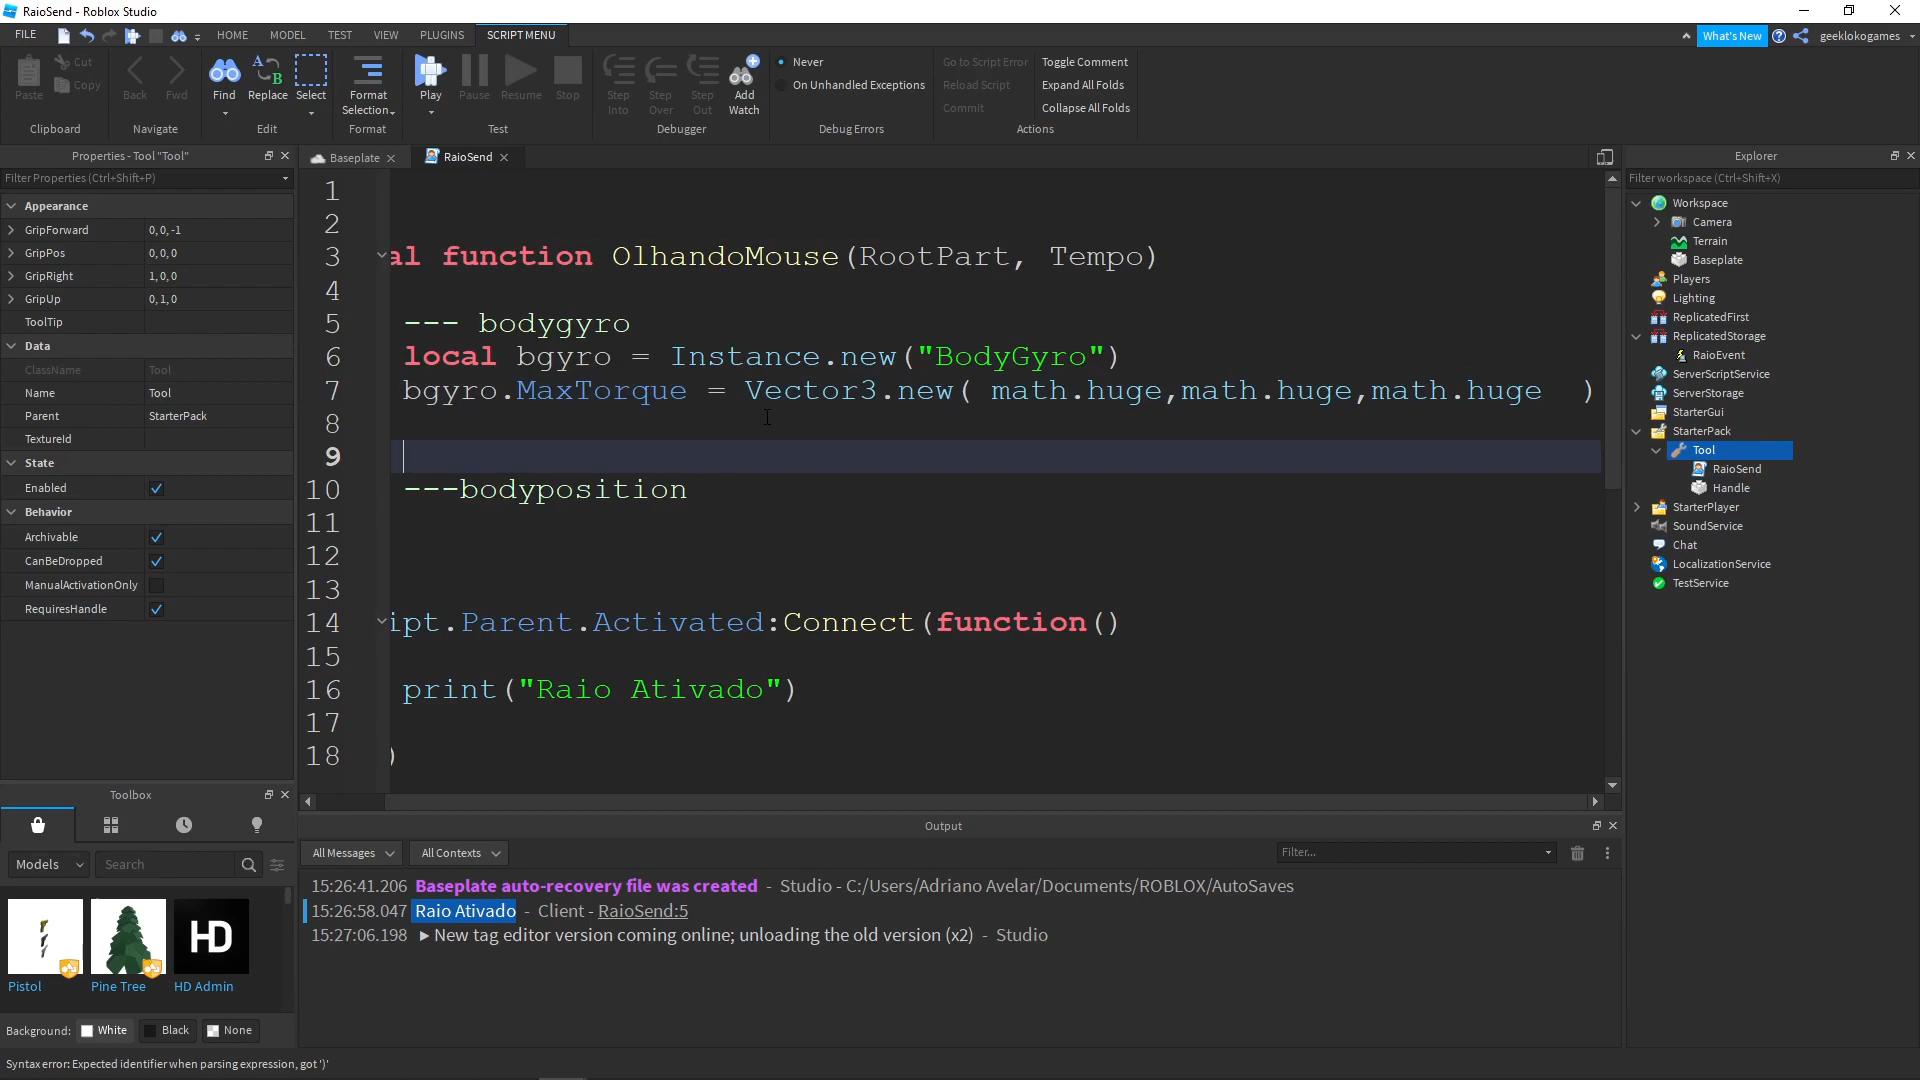 RaioSend - Roblox Studio
FILE HOME MODEL TEST VIEW PLUGINS SCRIPT MENU What's New geeklokogames
Paste Cut Copy Back Fwd Find Replace Select Format Selection Play Pause Resume Stop Step Into Step Over Step Out Add Watch Never On Unhandled Exceptions Go to Script Error Reload Script Commit Toggle Comment Expand All Folds Collapse All Folds
Clipboard Navigate Edit Format Test Debugger Debug Errors Actions
Properties - Tool "Tool"
Filter Properties (Ctrl+Shift+P)
Appearance
GripForward 0, 0, -1
GripPos 0, 0, 0
GripRight 1, 0, 0
GripUp 0, 1, 0
ToolTip
Data
ClassName Tool
Name Tool
Parent StarterPack
TextureId
State
Enabled
Behavior
Archivable
CanBeDropped
ManualActivationOnly
RequiresHandle
Toolbox
Models Search
Pistol Pine Tree HD Admin
HD
Background: White Black None
Baseplate RaioSend
1
2
3 al function OlhandoMouse(RootPart, Tempo)
4
5 --- bodygyro
6 local bgyro = Instance.new("BodyGyro")
7 bgyro.MaxTorque = Vector3.new( math.huge,math.huge,math.huge )
8
9
10 ---bodyposition
11
12
13
14 ipt.Parent.Activated:Connect(function()
15
16 print("Raio Ativado")
17
18 )
Output
All Messages All Contexts Filter...
15:26:41.206 Baseplate auto-recovery file was created - Studio - C:/Users/Adriano Avelar/Documents/ROBLOX/AutoSaves
15:26:58.047 Raio Ativado - Client - RaioSend:5
15:27:06.198 New tag editor version coming online; unloading the old version (x2) - Studio
Explorer
Filter workspace (Ctrl+Shift+X)
Workspace
Camera
Terrain
Baseplate
Players
Lighting
ReplicatedFirst
ReplicatedStorage
RaioEvent
ServerScriptService
ServerStorage
StarterGui
StarterPack
Tool
RaioSend
Handle
StarterPlayer
SoundService
Chat
LocalizationService
TestService
Syntax error: Expected identifier when parsing expression, got ')'